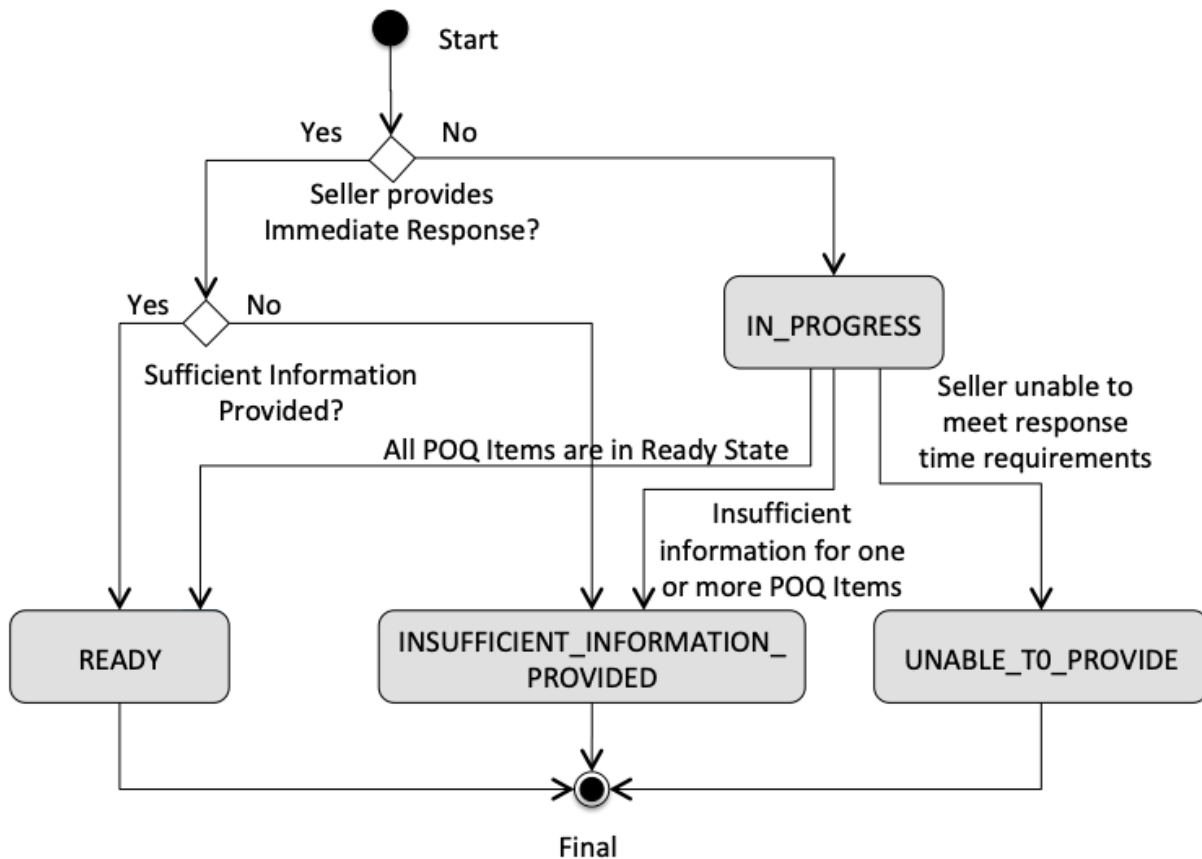 Start
Yes
No
Seller provides
Immediate Response?
Yes
No
IN_PROGRESS
Sufficient Information
Provided?
Seller unable to
meet response
time requirements
All POQ Items are in Ready State
Insufficient
information for one
or more POQ Items
READY
INSUFFICIENT_INFORMATION_
PROVIDED
UNABLE_T0_PROVIDE
Final